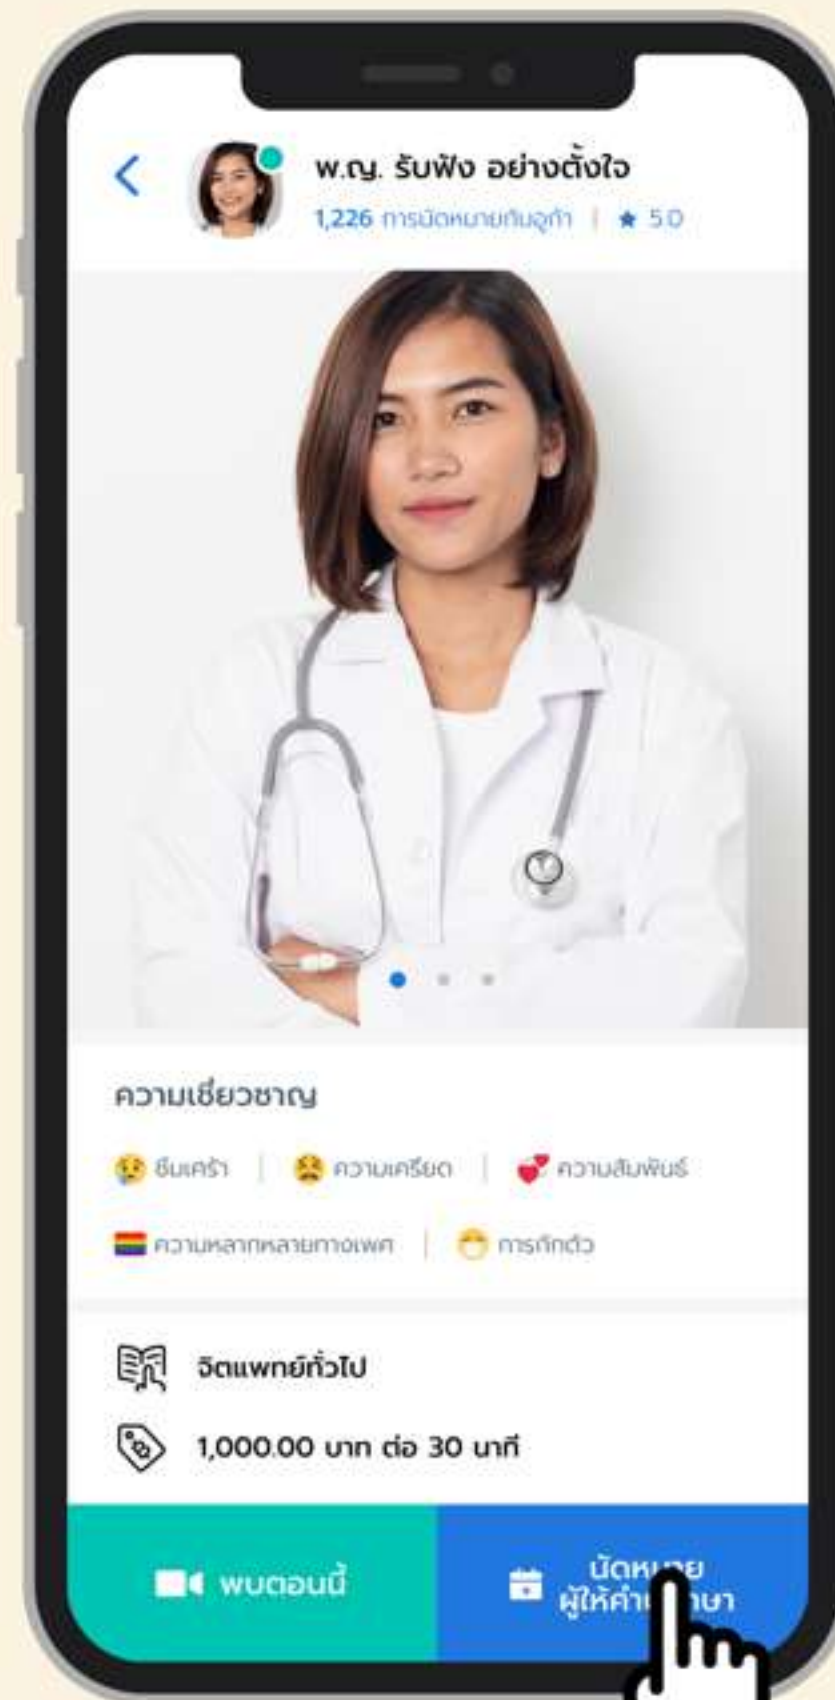 พ.ญ. รับฟัง อย่างตั้งใจ
1,226 การนัดหมายกับอูก้า | ★ 5.0
ความเชี่ยวชาญ
ซึมเศร้า | ความเครียด | ความสัมพันธ์
ความหลากหลายทางเพศ | การกักตัว
จิตแพทย์ทั่วไป
1,000.00 บาท ต่อ 30 นาที
พบตอนนี้
นัดหมาย
ผู้ให้คำปรึกษา